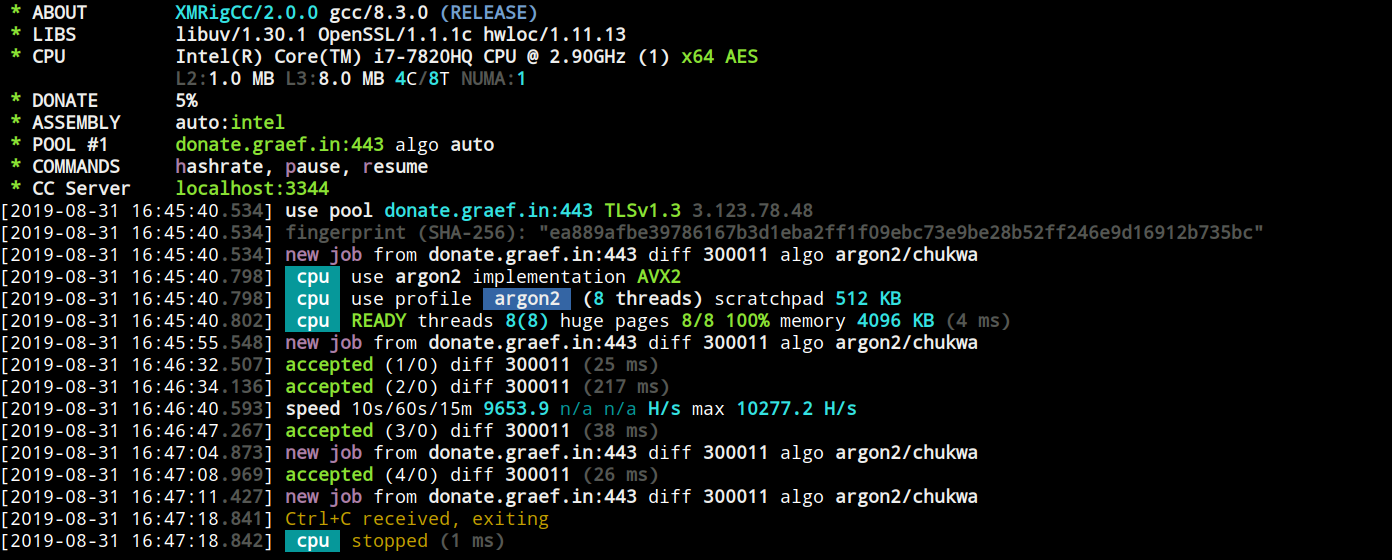 * ABOUT XMRigCC/2.0.0 gcc/8.3.0 (RELEASE)
* LIBS libuv/1.30.1 OpenSSL/1.1.1c hwloc/1.11.13
* CPU Intel(R) Core(TM) i7-7820HQ CPU @ 2.90GHz (1) x64 AES
L2:1.0 MB L3:8.0 MB 4C/8T NUMA:1
* DONATE 5%
* ASSEMBLY auto:intel
* POOL #1 donate.graef.in:443 algo auto
* COMMANDS hashrate, pause, resume
* CC Server localhost:3344
[2019-08-31 16:45:40.534] use pool donate.graef.in:443 TLSv1.3 3.123.78.48
[2019-08-31 16:45:40.534] fingerprint (SHA-256): "ea889afbe39786167b3d1eba2ff1f09ebc73e9be28b52ff246e9d16912b735bc"
[2019-08-31 16:45:40.534] new job from donate.graef.in:443 diff 300011 algo argon2/chukwa
[2019-08-31 16:45:40.798] cpu use argon2 implementation AVX2
[2019-08-31 16:45:40.798] cpu use profile argon2 (8 threads) scratchpad 512 KB
[2019-08-31 16:45:40.802] cpu READY threads 8(8) huge pages 8/8 100% memory 4096 KB (4 ms)
[2019-08-31 16:45:55.548] new job from donate.graef.in:443 diff 300011 algo argon2/chukwa
[2019-08-31 16:46:32.507] accepted (1/0) diff 300011 (25 ms)
[2019-08-31 16:46:34.136] accepted (2/0) diff 300011 (217 ms)
[2019-08-31 16:46:40.593] speed 10s/60s/15m 9653.9 n/a n/a H/s max 10277.2 H/s
[2019-08-31 16:46:47.267] accepted (3/0) diff 300011 (38 ms)
[2019-08-31 16:47:04.873] new job from donate.graef.in:443 diff 300011 algo argon2/chukwa
[2019-08-31 16:47:08.969] accepted (4/0) diff 300011 (26 ms)
[2019-08-31 16:47:11.427] new job from donate.graef.in:443 diff 300011 algo argon2/chukwa
[2019-08-31 16:47:18.841] Ctrl+C received, exiting
[2019-08-31 16:47:18.842] cpu stopped (1 ms)